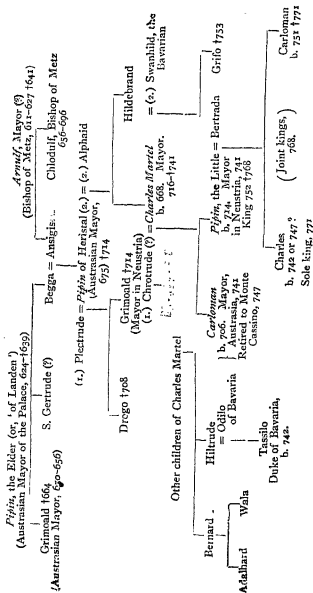 Pipin, the Elder (or, 'of Landen')
(Austrasian Mayor of the Palace, 624-†639)
Arnulf, Mayor (?)
(Bishop of Metz, 611-627 †641)
Grimoald †664
(Austrasian Mayor, 650-656)
S. Gertrude (?)
Begga = Ansigis
Chlodulf, Bishop of Metz
656-696
(1.) Plectrude = Pipin of Heristal (2.) = (2.) Alphaid
(Austrasian Mayor,
675) †714
Drogo †708
Grimoald †714
(Mayor in Neustria)
(1.) Chrotrude (?) = Charles Martel
b. 668. Mayor.
716-†741
= (2.) Swanhild, the
Bavarian
Hildebrand
Other children of Charles Martel
Carloman
b. 706. Mayor,
Austrasia, 741
Retired to Monte
Cassino, 747
Pipin, the Little = Bertrada
b. 714. Mayor
in Neustria, 741
King 752 †768
Grifo †753
Bernard
Hiltrude
= Odilo
of Bavaria
Adalhard
Wala
Tassilo
Duke of Bavaria,
b. 742.
Charles
b. 742 or 747?
Sole king, 771
(Joint kings,
768.)
Carloman
b. 751 †771